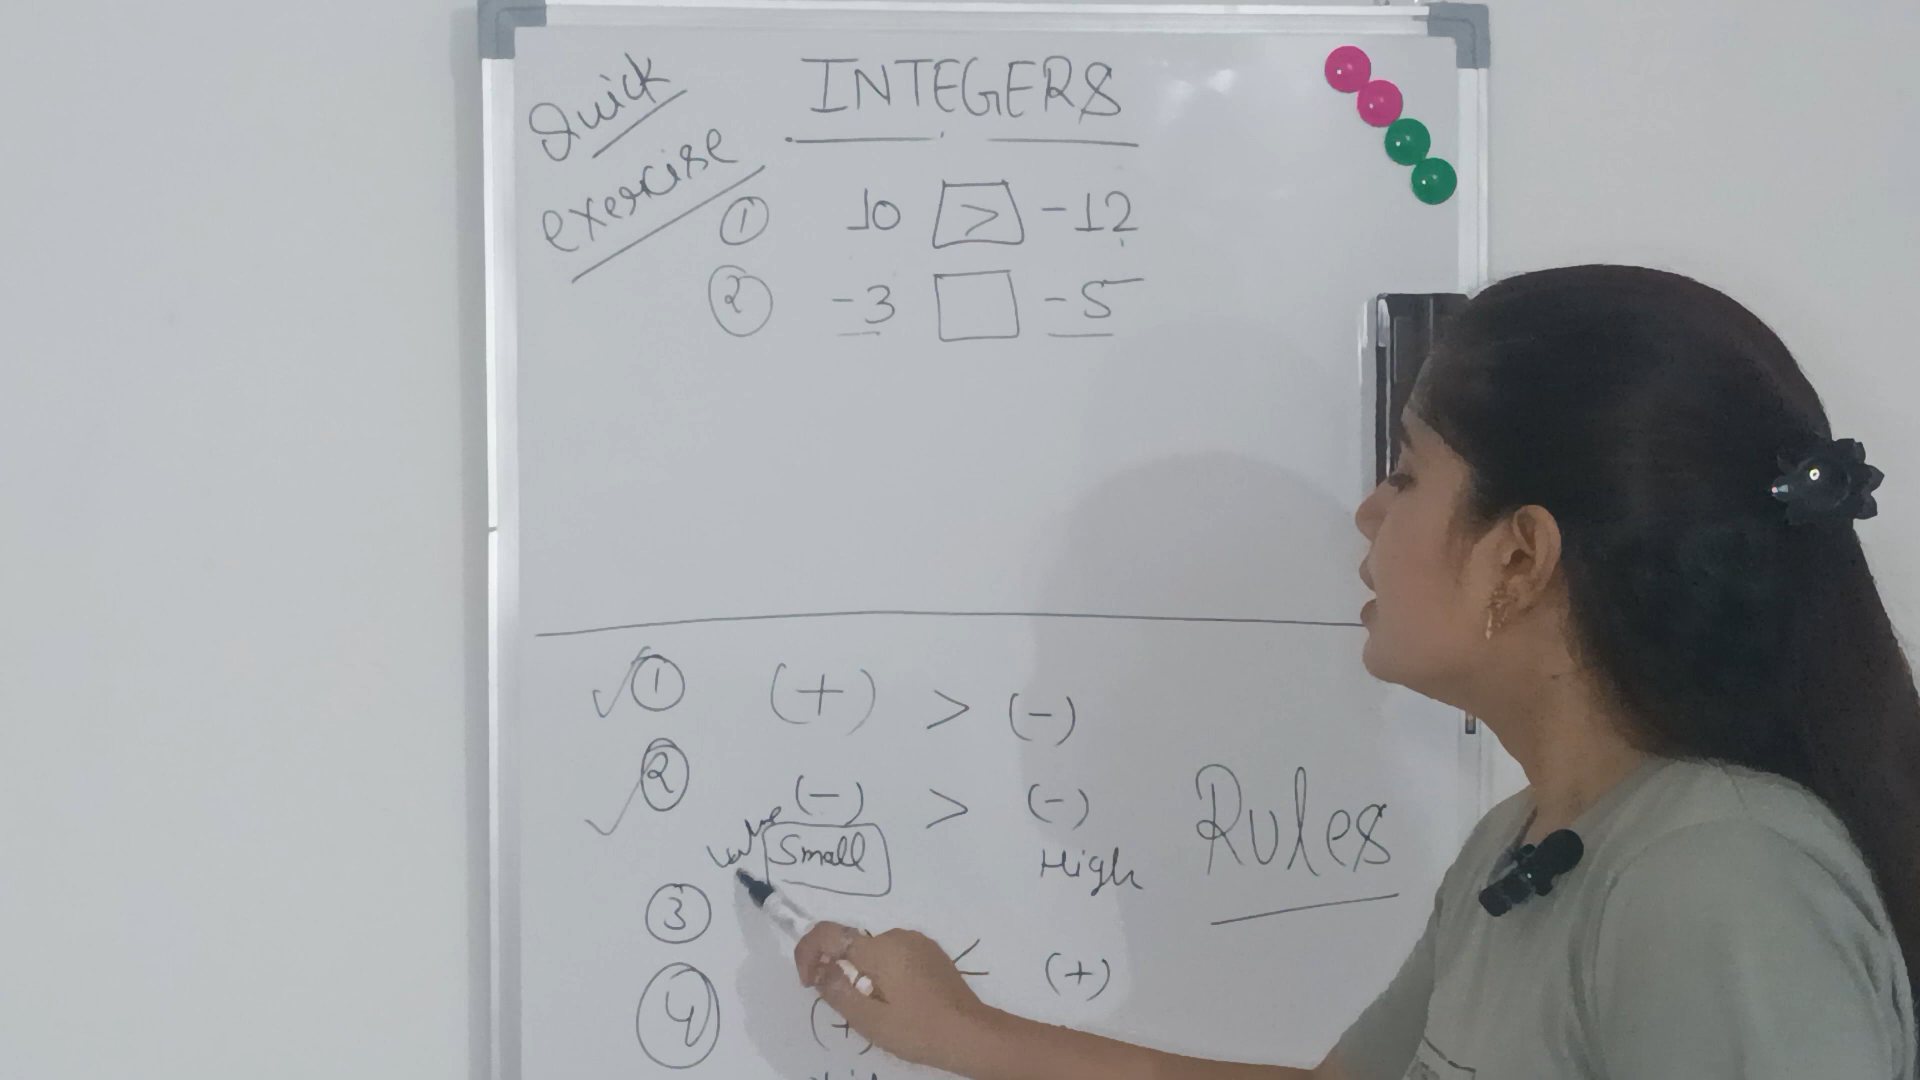 Quick
exercise
INTEGERS
① 10 > -12
② -3 -5
① (+) > (-)
② (-) > (-)
Small High
Rules
③ < (+)
④ (+)